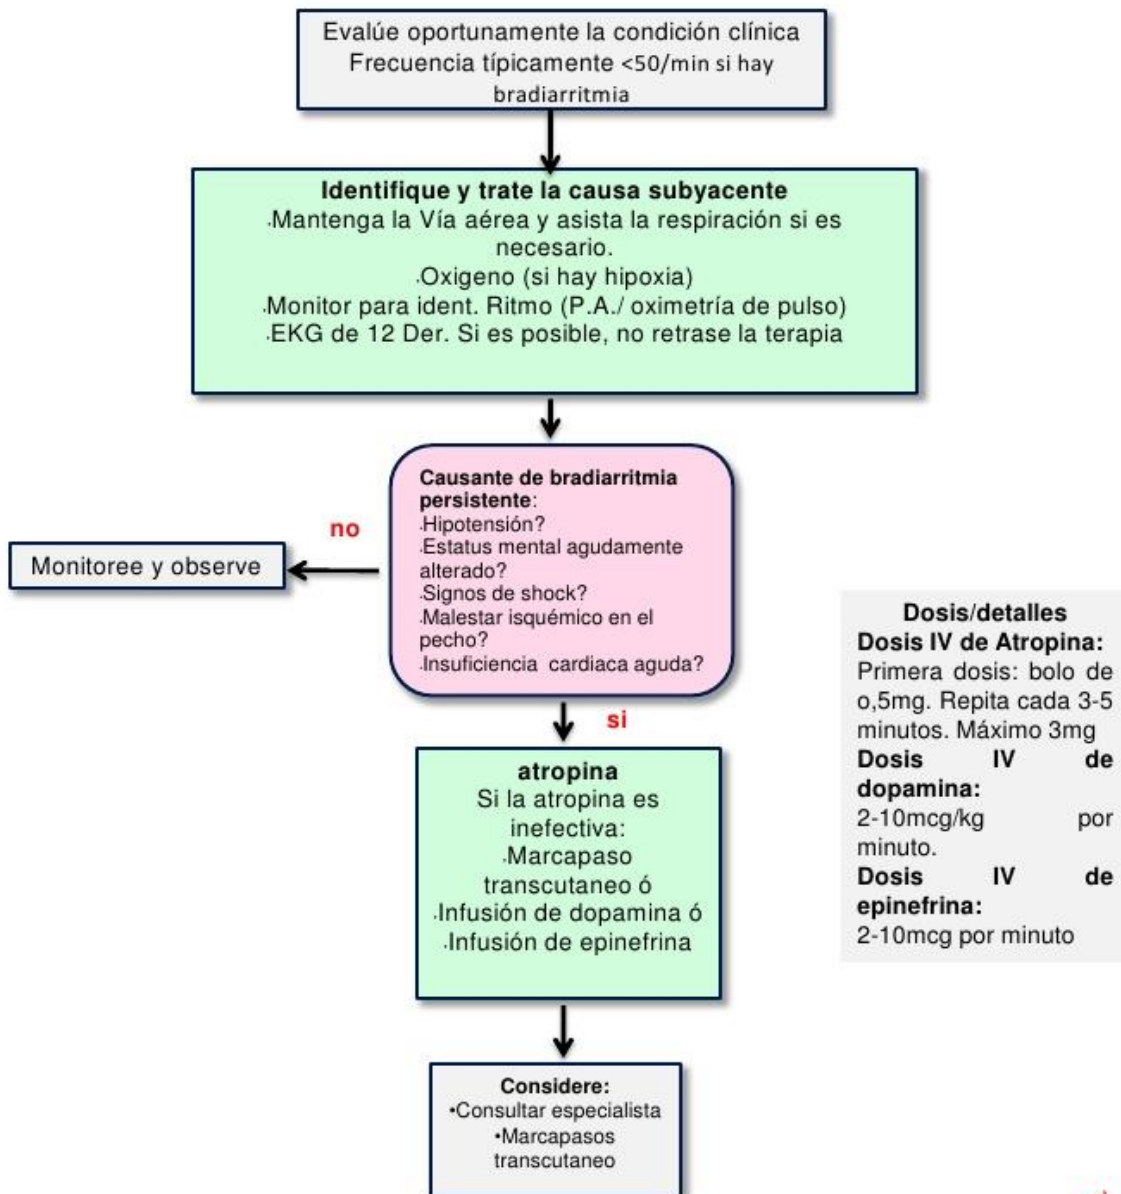 Evalúe oportunamente la condición clínica
Frecuencia típicamente <50/min si hay
bradiarritmia
Identifique y trate la causa subyacente
.Mantenga la Vía aérea y asista la respiración si es
necesario.
.Oxigeno (si hay hipoxia)
.Monitor para ident. Ritmo (P.A./ oximetría de pulso)
.EKG de 12 Der. Si es posible, no retrase la terapia
Causante de bradiarritmia
persistente:
.Hipotensión?
.Estatus mental agudamente
alterado?
.Signos de shock?
.Malestar isquémico en el
pecho?
.Insuficiencia cardiaca aguda?
no
Monitoree y observe
si
atropina
Si la atropina es
inefectiva:
.Marcapaso
transcutaneo ó
.Infusión de dopamina ó
.Infusión de epinefrina
Considere:
•Consultar especialista
•Marcapasos
transcutaneo
Dosis/detalles
Dosis IV de Atropina:
Primera dosis: bolo de
o,5mg. Repita cada 3-5
minutos. Máximo 3mg
Dosis IV de
dopamina:
2-10mcg/kg por
minuto.
Dosis IV de
epinefrina:
2-10mcg por minuto